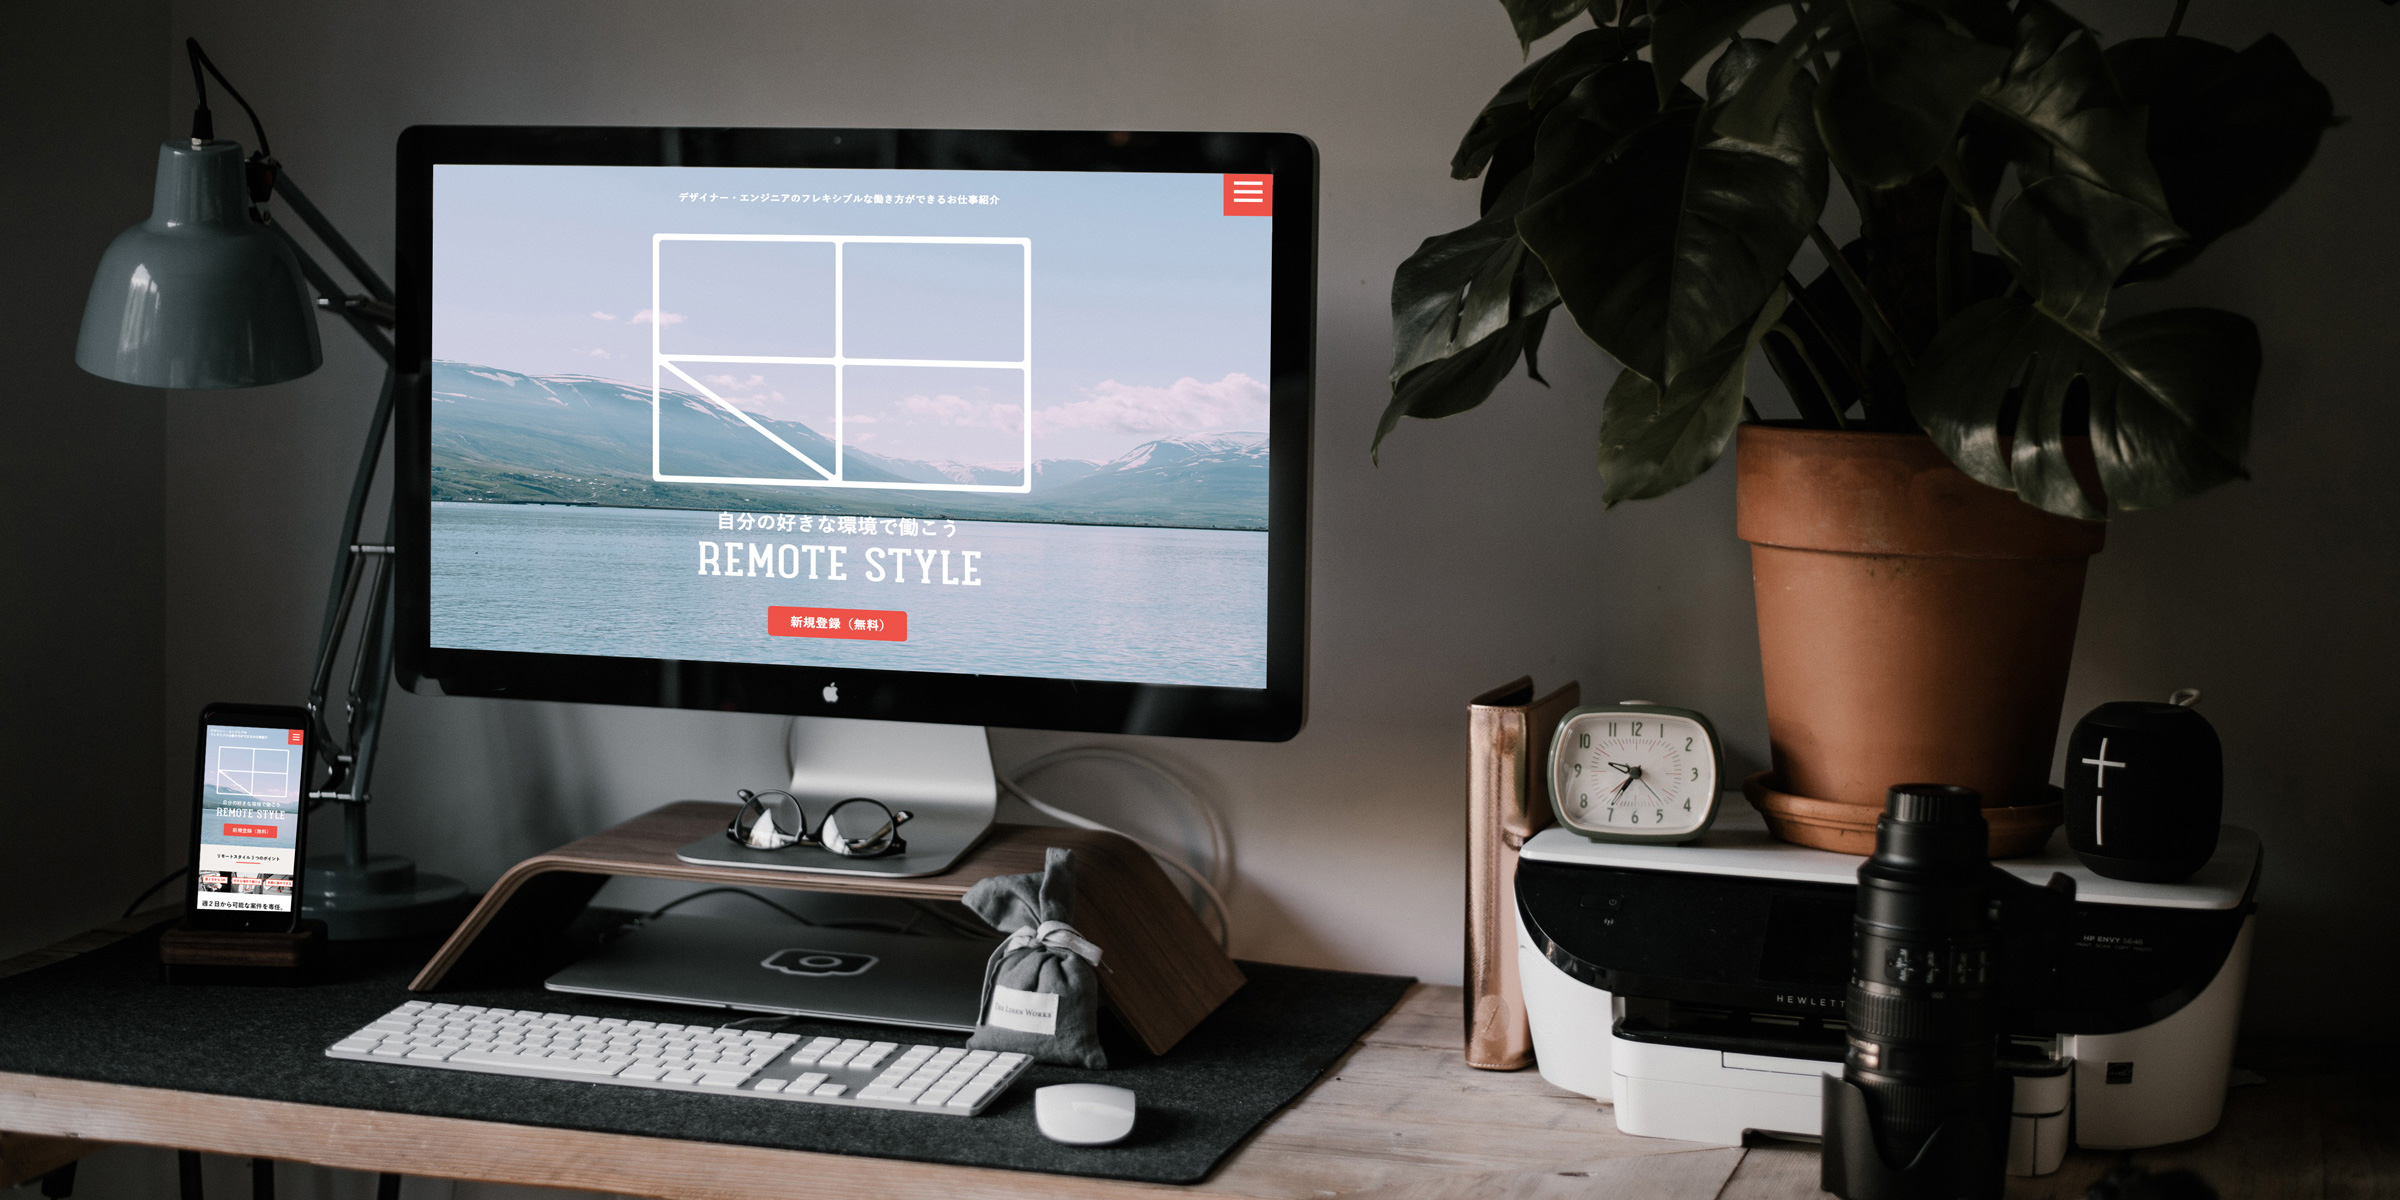 デザイナー・エンジニアのフレキシブルな働き方ができるお仕事紹介
自分の好きな環境で働こう
REMOTE STYLE
新規登録（無料）
自分の好きな環境で働こう
REMOTE STYLE
新規登録（無料）
リモートスタイル3つのポイント
週2日から可能な案件を専任。
THE LINEN WORKS
11 12 1
10 2
9 3
8 4
7 6 5
HP ENVY 5646
HEWLETT